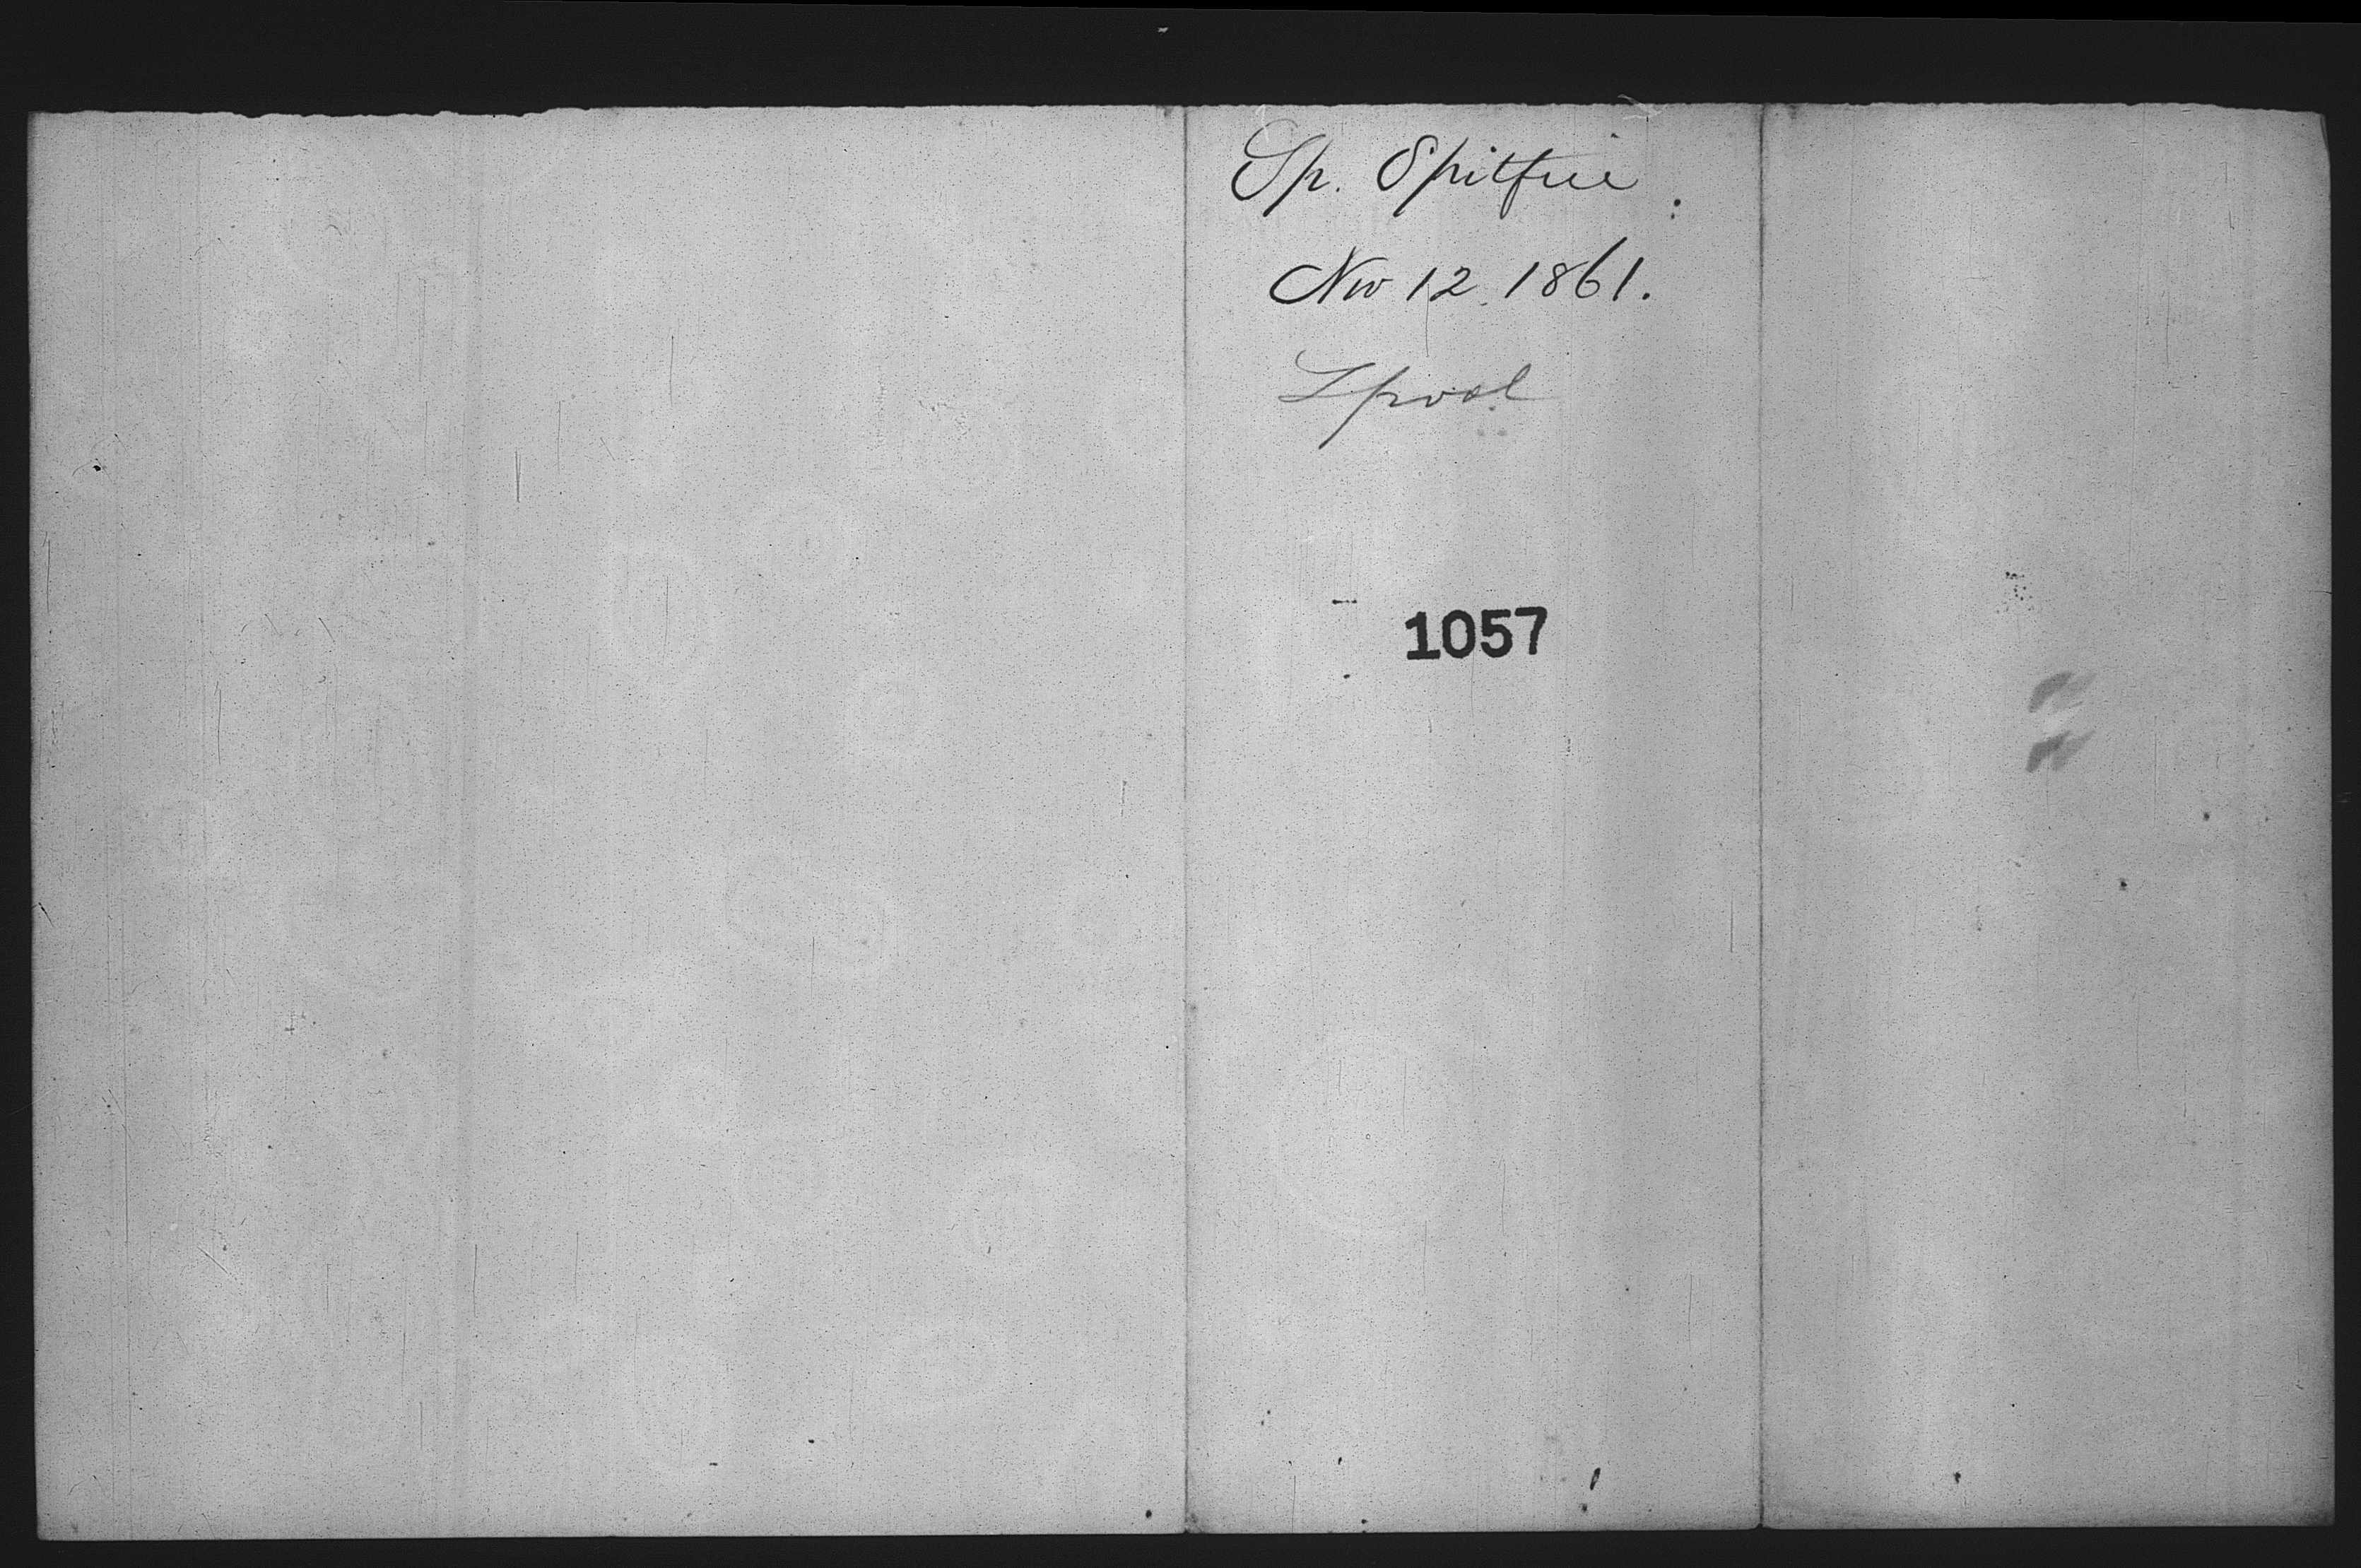 Sp. Spitfire.
Nov 12. 1861.
Lpool
1057